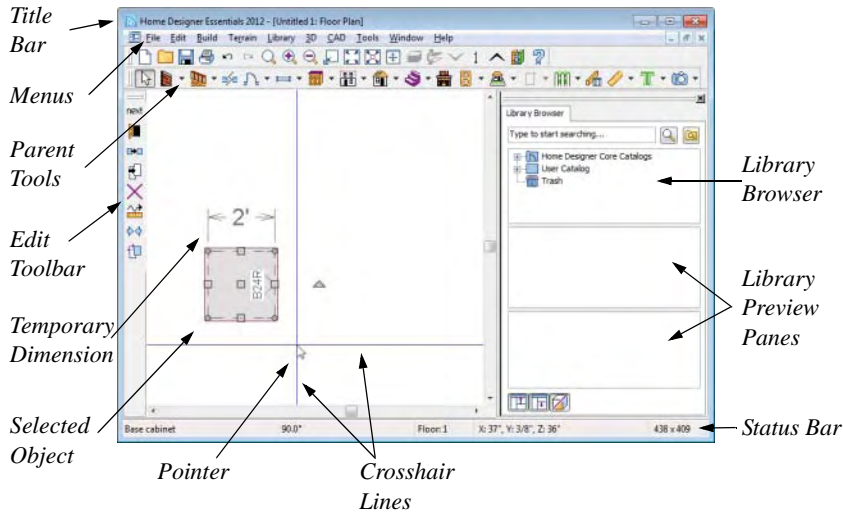 Title
Bar
Menus
Parent
Tools
Edit
Toolbar
Temporary
Dimension
Selected
Object
Home Designer Essentials 2012 - [Untitled 1: Floor Plan]
File Edit Build Terrain Library 3D CAD Tools Window Help
1
next
2'
B24R
Library Browser
Type to start searching...
Home Designer Core Catalogs
User Catalog
Trash
Base cabinet 90.0° Floor: 1 X: 37", Y: 3/8", Z: 36" 438 x 409
Pointer
Crosshair
Lines
Library
Browser
Library
Preview
Panes
Status Bar